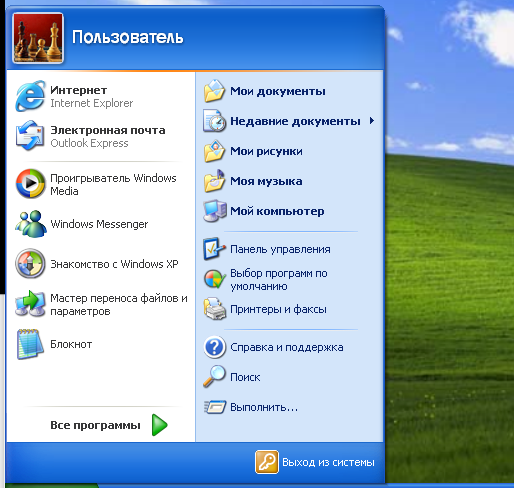 Пользователь
Интернет
Internet Explorer
Электронная почта
Outlook Express
Проигрыватель Windows
Media
Windows Messenger
Знакомство с Windows XP
Мастер переноса файлов и
параметров
Блокнот
Все программы
Мои документы
Недавние документы
Мои рисунки
Моя музыка
Мой компьютер
Панель управления
Выбор программ по
умолчанию
Принтеры и факсы
Справка и поддержка
Поиск
Выполнить...
Выход из системы